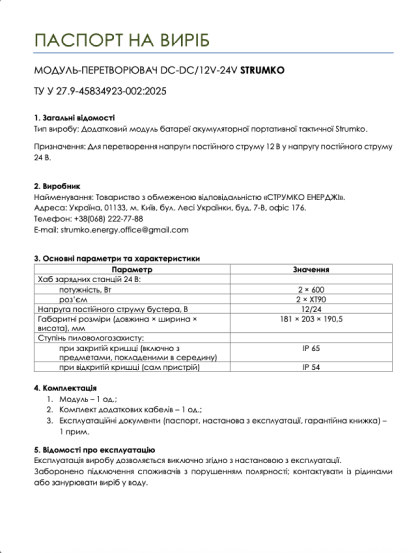 ПАСПОРТ НА ВИРІБ
МОДУЛЬ-ПЕРЕТВОРЮВАЧ DC-DC/12V-24V STRUMKO
ТУ У 27.9-45834923-002:2025
1. Загальні відомості
Тип виробу: Додатковий модуль батареї акумуляторної портативної тактичної Strumko.
Призначення: Для перетворення напруги постійного струму 12 В у напругу постійного струму
24 В.
2. Виробник
Найменування: Товариство з обмеженою відповідальністю «СТРУМКО ЕНЕРДЖІ».
Адреса: Україна, 01133, м. Київ, бул. Лесі Українки, буд. 7-В, офіс 176.
Телефон: +38(068) 222-77-88
E-mail: strumko.energy.office@gmail.com
3. Основні параметри та характеристики
Параметр Значення
Хаб зарядних станцій 24 В:
потужність, Вт 2 × 600
роз’єм 2 × XT90
Напруга постійного струму бустера, В 12/24
Габаритні розміри (довжина × ширина × 181 × 203 × 190,5
висота), мм
Ступінь пиловологозахисту:
при закритій кришці (включно з IP 65
предметами, покладеними в середину)
при відкритій кришці (сам пристрій) IP 54
4. Комплектація
1. Модуль – 1 од.;
2. Комплект додаткових кабелів – 1 од.;
3. Експлуатаційні документи (паспорт, настанова з експлуатації, гарантійна книжка) –
1 прим.
5. Відомості про експлуатацію
Експлуатація виробу дозволяється виключно згідно з настановою з експлуатації.
Заборонено підключення споживачів з порушенням полярності; контактувати із рідинами
або занурювати виріб у воду.